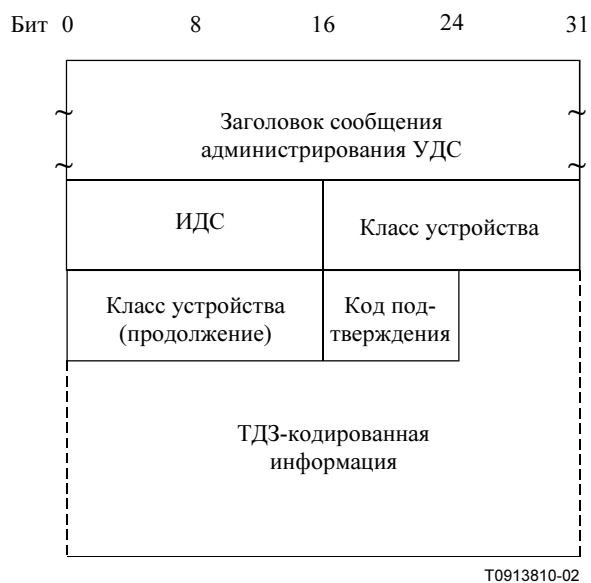 Бит 0 8 16 24 31
Заголовок сообщения
администрирования УДС
ИДС
Класс устройства
Класс устройства
(продолжение)
Код под-
тверждения
ТДЗ-кодированная
информация
T0913810-02